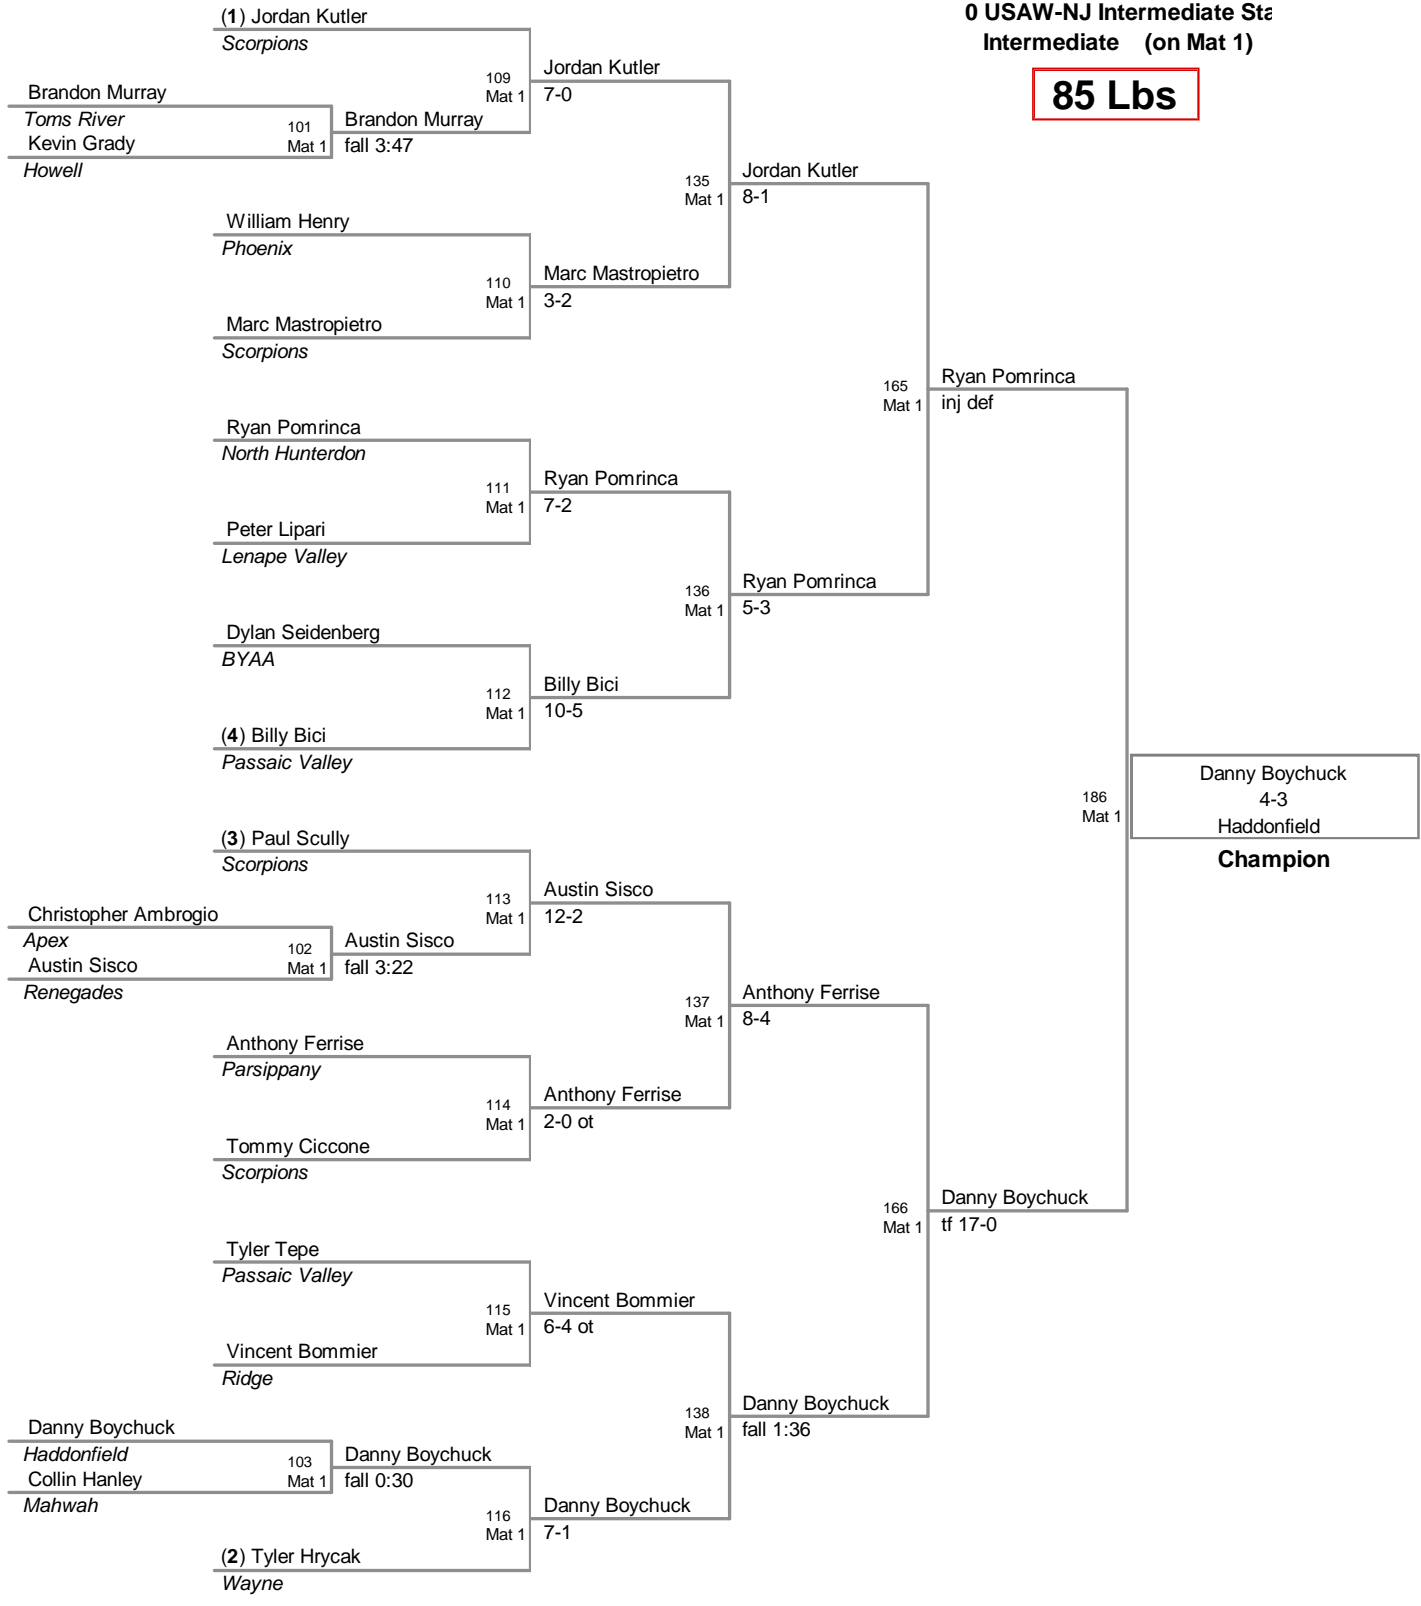 (1) Jordan Kutler
Scorpions
0 USAW-NJ Intermediate Sta
Intermediate (on Mat 1)
85 Lbs
109
Mat 1
Jordan Kutler
7-0
Brandon Murray
Toms River
101
Mat 1
Brandon Murray
fall 3:47
Kevin Grady
Howell
135
Mat 1
Jordan Kutler
8-1
William Henry
Phoenix
110
Mat 1
Marc Mastropietro
3-2
Marc Mastropietro
Scorpions
165
Mat 1
Ryan Pomrinca
inj def
Ryan Pomrinca
North Hunterdon
111
Mat 1
Ryan Pomrinca
7-2
Peter Lipari
Lenape Valley
136
Mat 1
Ryan Pomrinca
5-3
Dylan Seidenberg
BYAA
112
Mat 1
Billy Bici
10-5
(4) Billy Bici
Passaic Valley
186
Mat 1
Danny Boychuck
4-3
Haddonfield
Champion
(3) Paul Scully
Scorpions
113
Mat 1
Austin Sisco
12-2
Christopher Ambrogio
Apex
102
Mat 1
Austin Sisco
fall 3:22
Austin Sisco
Renegades
137
Mat 1
Anthony Ferrise
8-4
Anthony Ferrise
Parsippany
114
Mat 1
Anthony Ferrise
2-0 ot
Tommy Ciccone
Scorpions
166
Mat 1
Danny Boychuck
tf 17-0
Tyler Tepe
Passaic Valley
115
Mat 1
Vincent Bommier
6-4 ot
Vincent Bommier
Ridge
138
Mat 1
Danny Boychuck
fall 1:36
Danny Boychuck
Haddonfield
103
Mat 1
Danny Boychuck
fall 0:30
Collin Hanley
Mahwah
116
Mat 1
Danny Boychuck
7-1
(2) Tyler Hrycak
Wayne